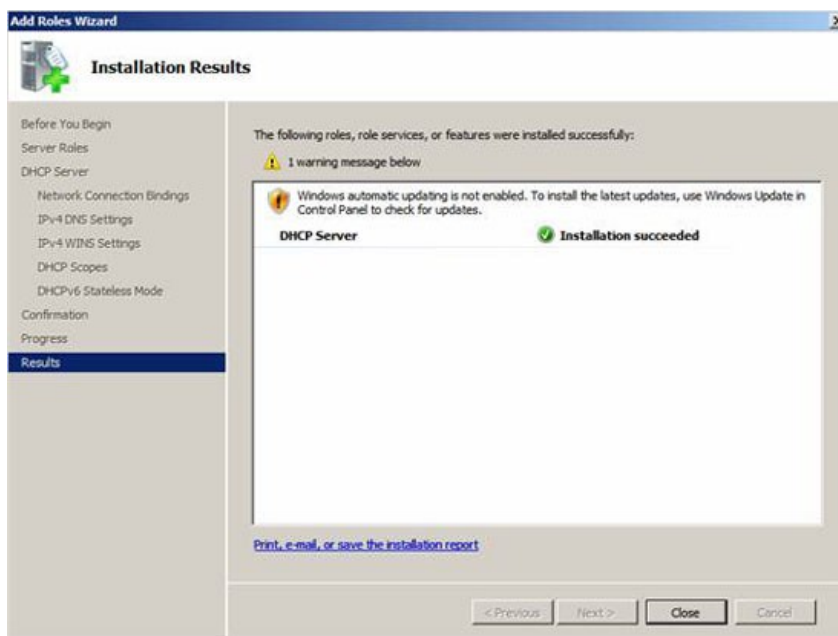 Add Roles Wizard
Installation Results
Before You Begin
Server Roles
DHCP Server
Network Connection Bindings
IPv4 DNS Settings
IPv4 WINS Settings
DHCP Scopes
DHCPv6 Stateless Mode
Confirmation
Progress
Results
The following roles, role services, or features were installed successfully:
1 warning message below
Windows automatic updating is not enabled. To install the latest updates, use Windows Update in
Control Panel to check for updates.
DHCP Server Installation succeeded
Print, e-mail, or save the installation report
< Previous Next > Close Cancel